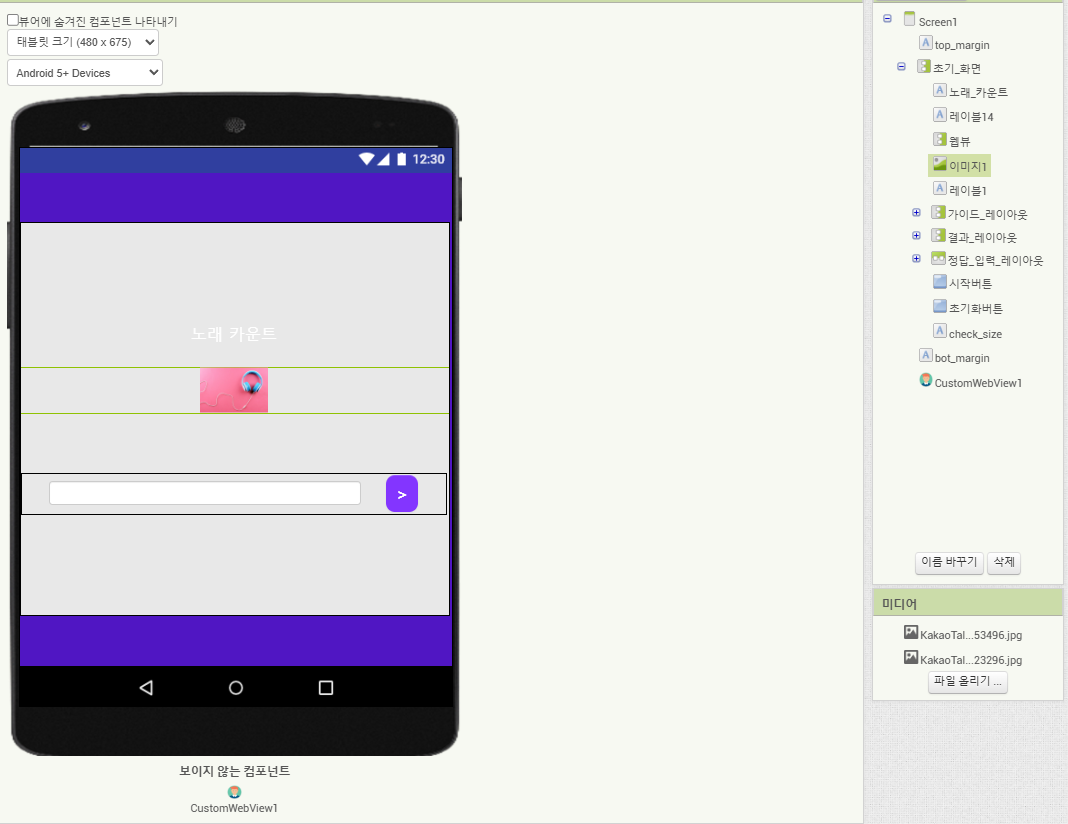 뷰어에 숨겨진 컴포넌트 나타내기
태블릿 크기 (480 x 675)
Android 5+ Devices
12:30
노래 카운트
>
보이지 않는 컴포넌트
CustomWebView1
Screen1
top_margin
초기_화면
노래_카운트
레이블14
웹뷰
이미지1
레이블1
가이드_레이아웃
결과_레이아웃
정답_입력_레이아웃
시작버튼
초기화버튼
check_size
bot_margin
CustomWebView1
이름 바꾸기 삭제
미디어
KakaoTal...53496.jpg
KakaoTal...23296.jpg
파일 올리기 ...